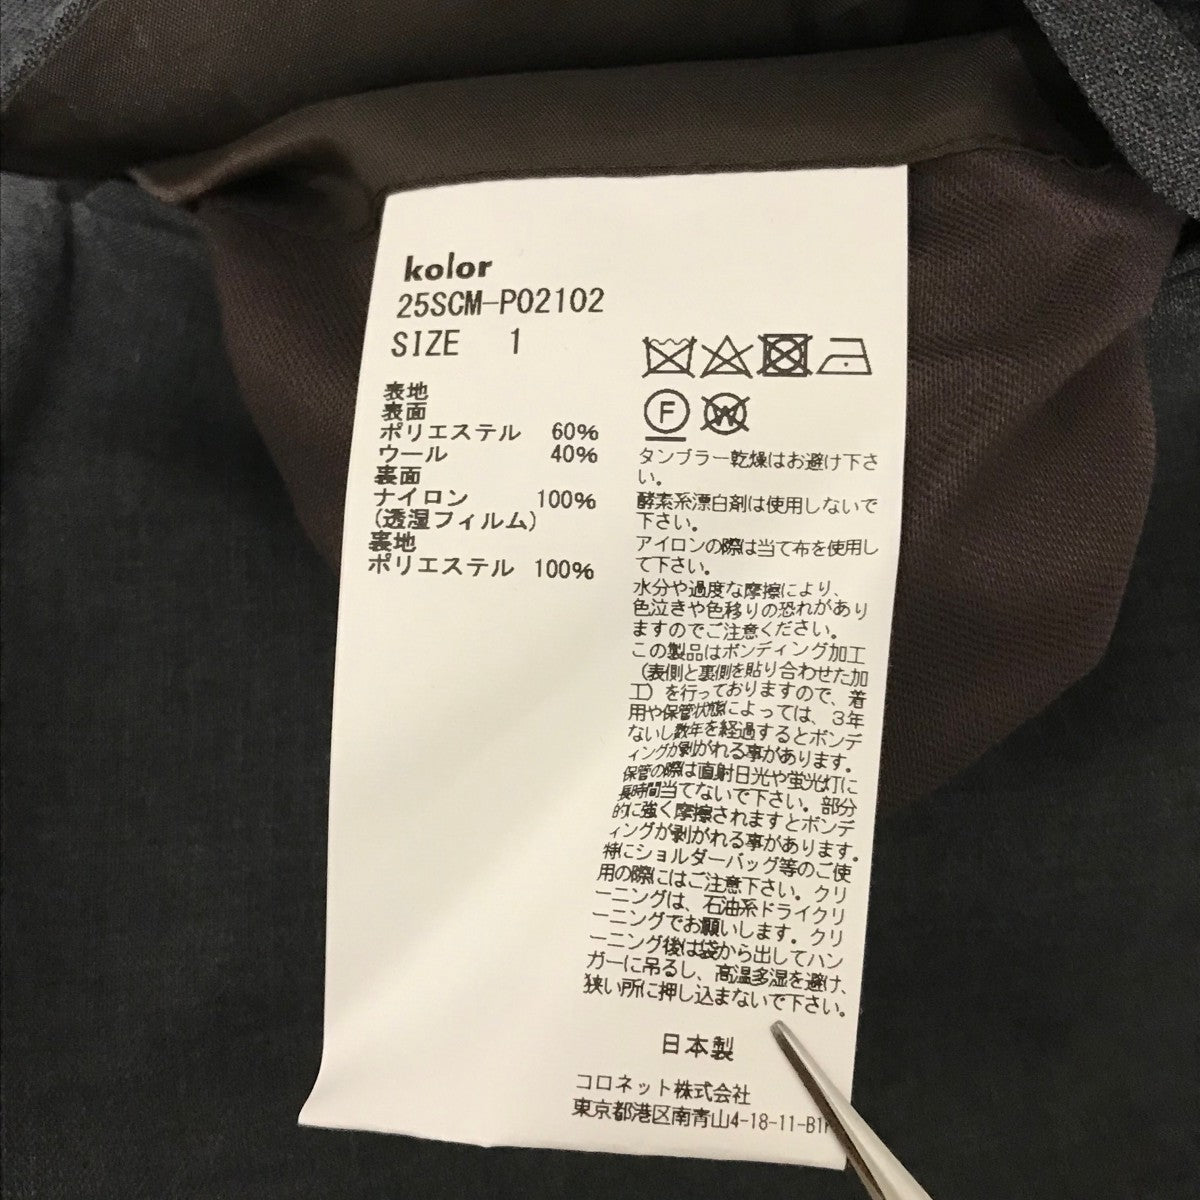 kolor
25SCM-P02102
SIZE 1
表地
表面
ポリエステル 60%
ウール 40%
裏面
ナイロン 100%
(透湿フィルム)
裏地
ポリエステル 100%
F
W
タンブラー乾燥はお避け下さ
い。
酵素系漂白剤は使用しないで
下さい。
アイロンの際は当て布を使用し
て下さい。
水分や過度な摩擦により、
色泣きや色移りの恐れがあり
ますのでご注意ください。
この製品はボンディング加工
(表側と裏側を貼り合わせた加
工)を行っておりますので、着
用や保管状態によっては、3年
ないし数年を経過するとボンデ
ィングが剥がれる事があります。
保管の際は直射日光や蛍光灯に
長時間当てないで下さい。部分
的に強く摩擦されますとボンデ
ィングが剥がれる事があります。
特にショルダーバッグ等のご使
用の際にはご注意下さい。クリ
ーニングは、石油系ドライクリ
ーニングでお願いします。クリ
ーニング後は袋から出してハン
ガーに吊るし、高温多湿を避け、
狭い所に押し込まないで下さい。
日本製
コロネット株式会社
東京都港区南青山4-18-11-B1F